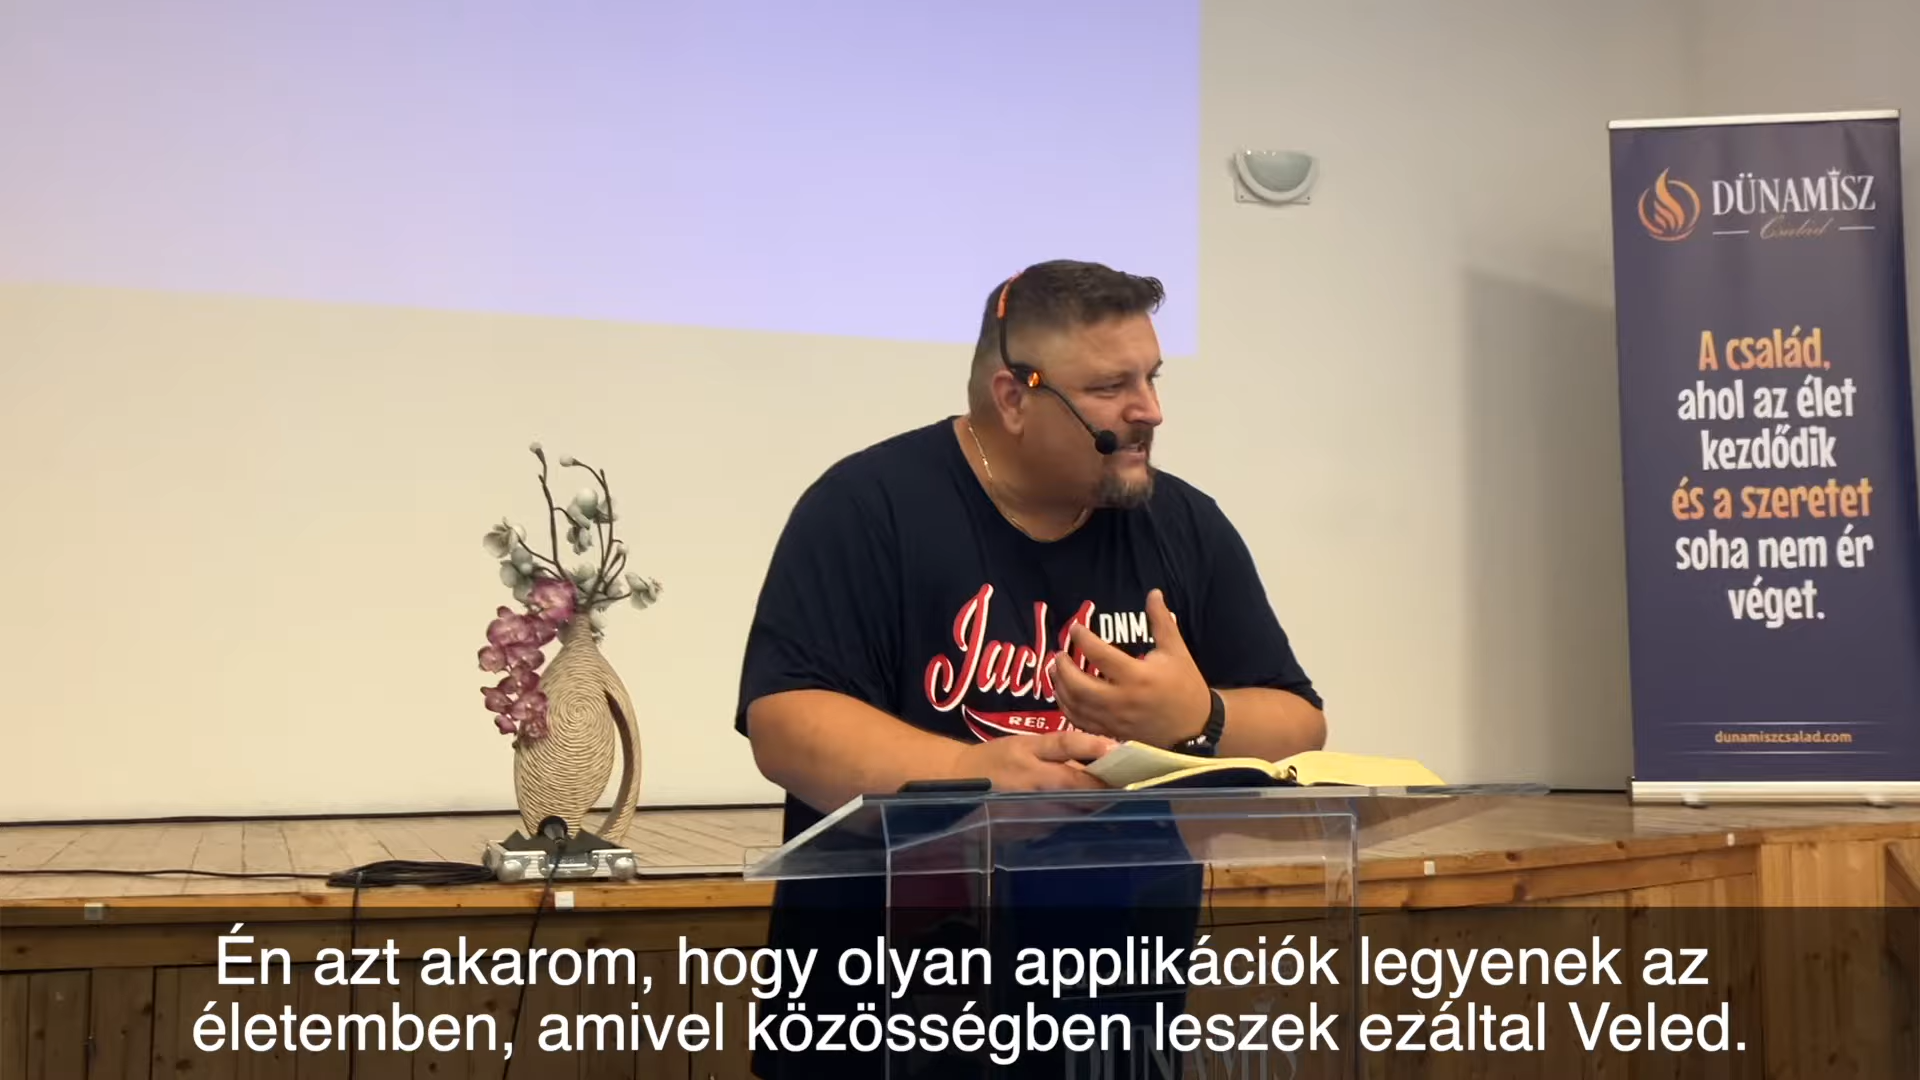 DÜNAMISZ
Család
A család,
ahol az élet
kezdődik
és a szeretet
soha nem ér
véget.
dunamiszcsalad.com
DNM.
REG.
Én azt akarom, hogy olyan applikációk legyenek az
életemben, amivel közösségben leszek ezáltal Veled.
DÜNAMIS